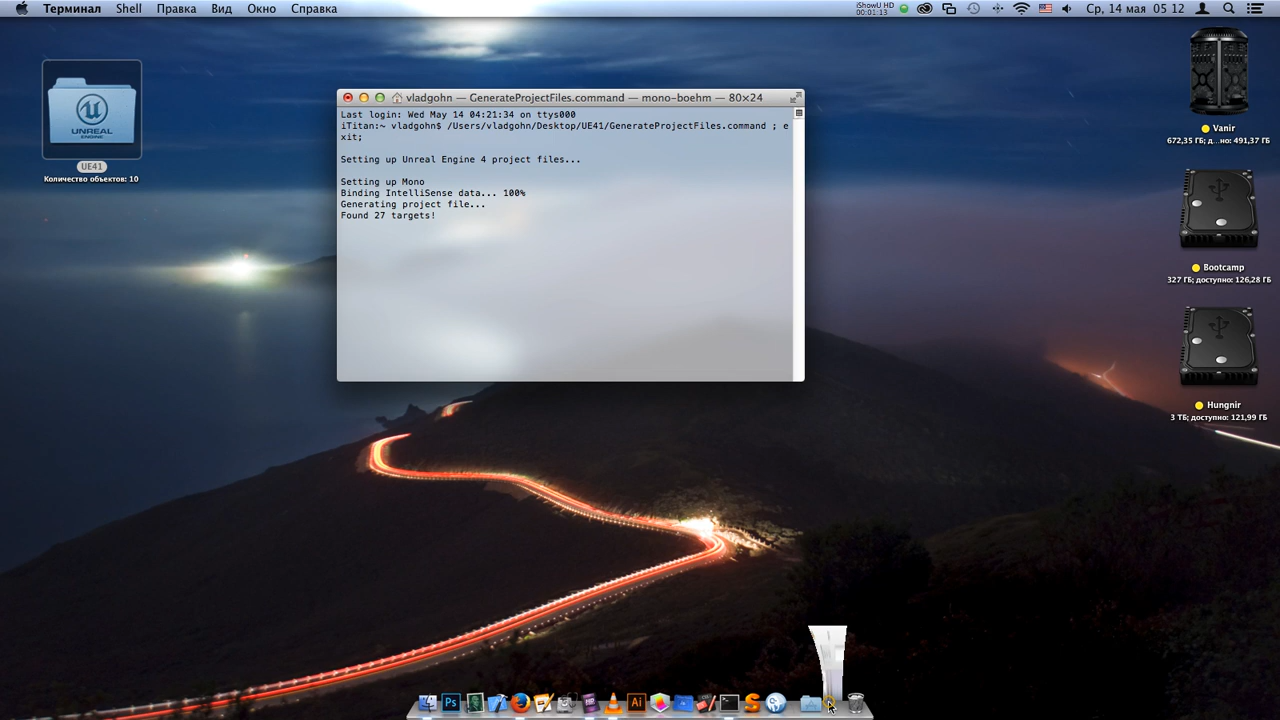 Терминал Shell Правка Вид Окно Справка
iShowU HD
00:01:13
Ср, 14 мая 05 12
vladgohn — GenerateProjectFiles.command — mono-boehm — 80×24
Last login: Wed May 14 04:21:34 on ttys000
iTitan:~ vladgohn$ /Users/vladgohn/Desktop/UE41/GenerateProjectFiles.command ; e
xit;
Setting up Unreal Engine 4 project files...
Setting up Mono
Binding IntelliSense data... 100%
Generating project file...
Found 27 targets!
UNREAL
ENGINE
UE41
Количество объектов: 10
Vanir
672,35 ГБ; д...но: 491,37 ГБ
Bootcamp
327 ГБ; доступно: 126,28 ГБ
Hungnir
3 ТБ; доступно: 121,99 ГБ
Ps
Ai